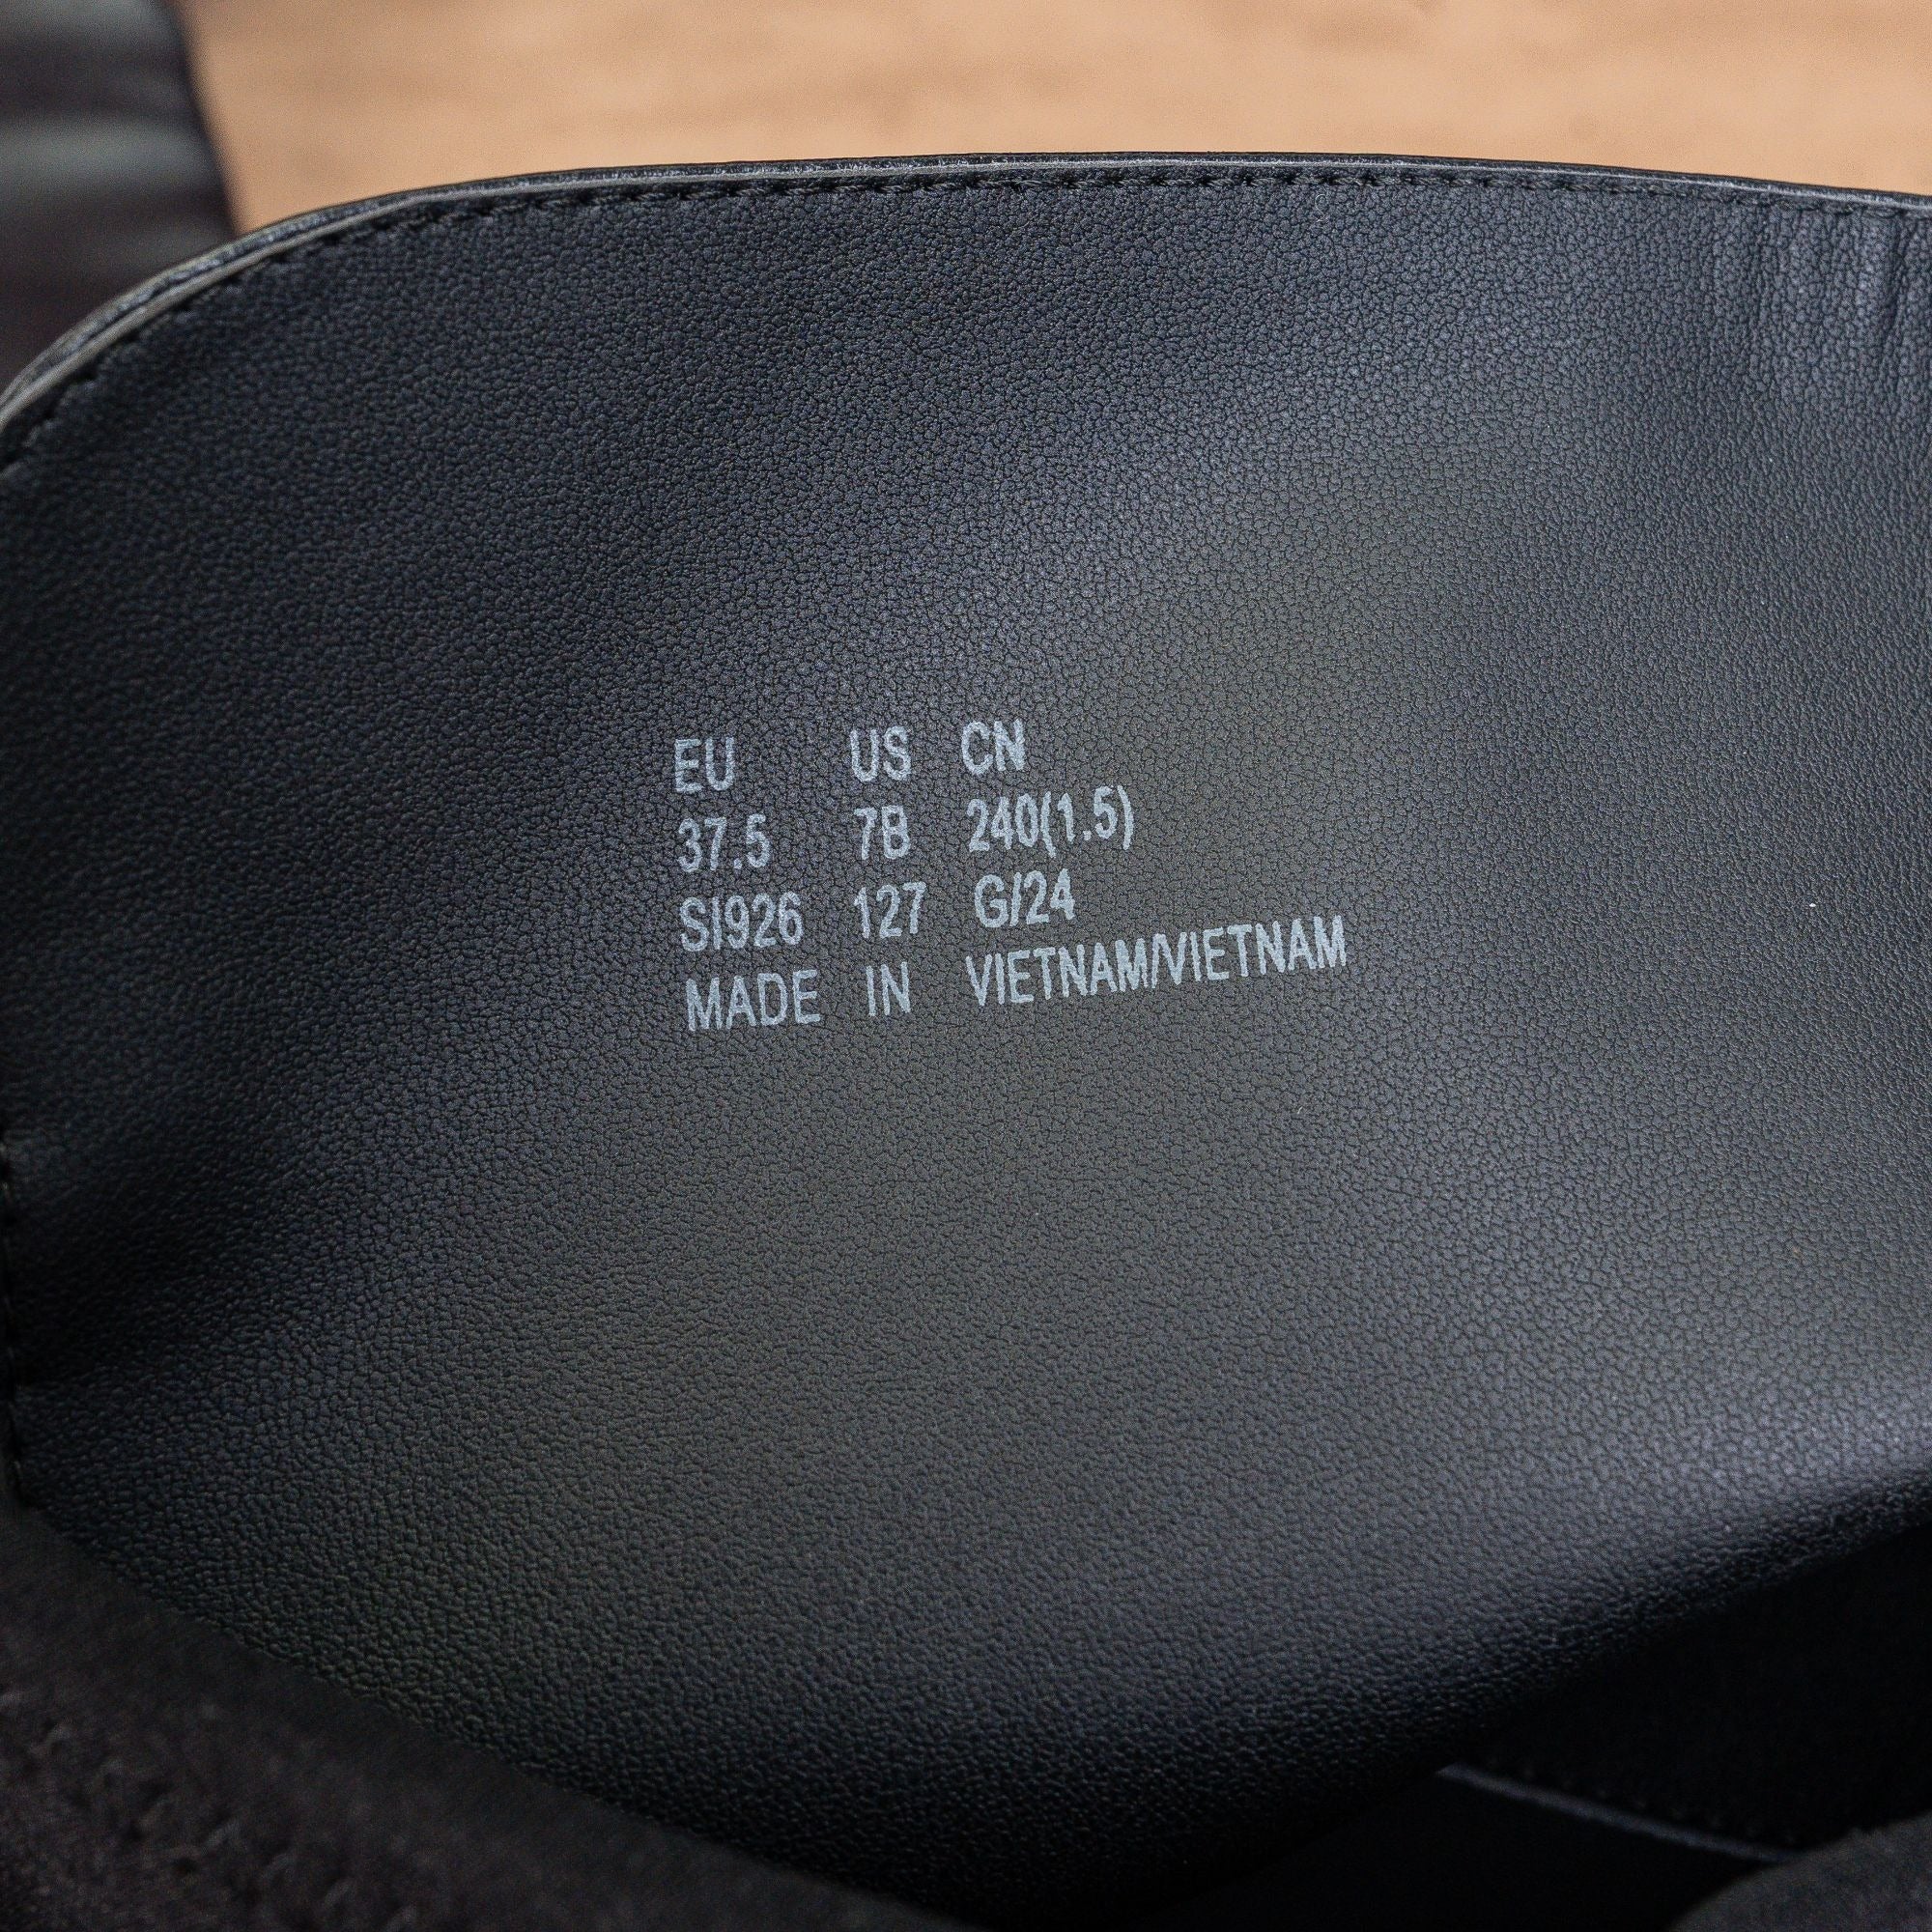 EU US CN
37.5 7B 240(1.5)
SI926 127 G/24
MADE IN VIETNAM/VIETNAM